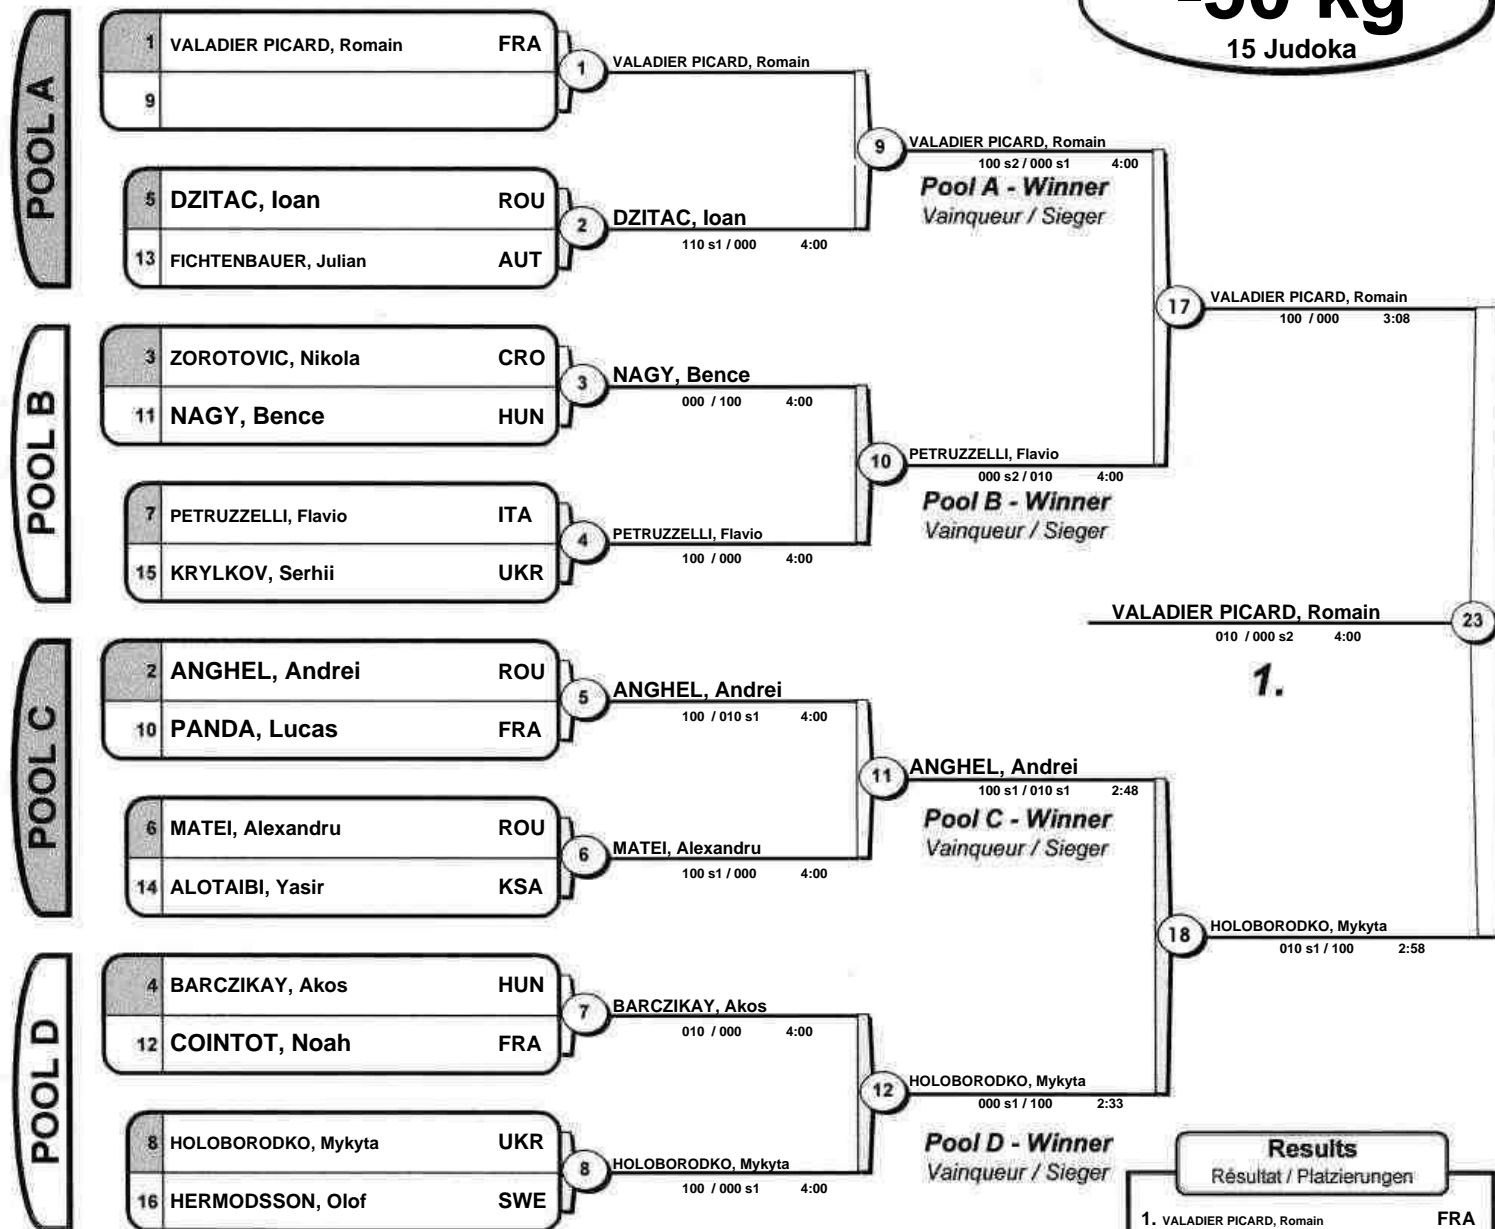 -50 kg
15 Judoka
POOL A
1 VALADIER PICARD, Romain FRA
9
1 VALADIER PICARD, Romain
5 DZITAC, Ioan ROU
13 FICHTENBAUER, Julian AUT
2 DZITAC, Ioan
110 s1 / 000 4:00
9 VALADIER PICARD, Romain
100 s2 / 000 s1 4:00
Pool A - Winner
Vainqueur / Sieger
POOL B
3 ZOROTOVIC, Nikola CRO
11 NAGY, Bence HUN
3 NAGY, Bence
000 / 100 4:00
7 PETRUZZELLI, Flavio ITA
15 KRYLKOV, Serhii UKR
4 PETRUZZELLI, Flavio
100 / 000 4:00
10 PETRUZZELLI, Flavio
000 s2 / 010 4:00
Pool B - Winner
Vainqueur / Sieger
17 VALADIER PICARD, Romain
100 / 000 3:08
VALADIER PICARD, Romain 23
010 / 000 s2 4:00
1.
POOL C
2 ANGHEL, Andrei ROU
10 PANDA, Lucas FRA
5 ANGHEL, Andrei
100 / 010 s1 4:00
6 MATEI, Alexandru ROU
14 ALOTAIBI, Yasir KSA
6 MATEI, Alexandru
100 s1 / 000 4:00
11 ANGHEL, Andrei
100 s1 / 010 s1 2:48
Pool C - Winner
Vainqueur / Sieger
POOL D
4 BARCZIKAY, Akos HUN
12 COINTOT, Noah FRA
7 BARCZIKAY, Akos
010 / 000 4:00
8 HOLOBORODKO, Mykyta UKR
16 HERMODSSON, Olof SWE
8 HOLOBORODKO, Mykyta
100 / 000 s1 4:00
12 HOLOBORODKO, Mykyta
000 s1 / 100 2:33
Pool D - Winner
Vainqueur / Sieger
18 HOLOBORODKO, Mykyta
010 s1 / 100 2:58
Results
Résultat / Platzierungen
1. VALADIER PICARD, Romain FRA